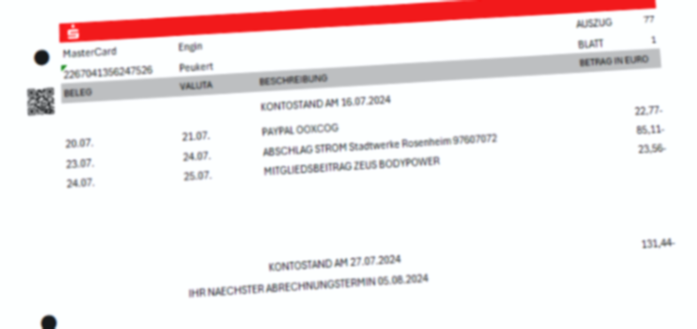 AUSZUG 77
MasterCard Engin
BLATT 1
2267041356247526 Peukert
BELEG VALUTA BESCHREIBUNG BETRAG IN EURO
KONTOSTAND AM 16.07.2024
20.07. 21.07. PAYPAL OOXCOG 22,77-
23.07. 24.07. ABSCHLAG STROM Stadtwerke Rosenheim 97607072 85,11-
24.07. 25.07. MITGLIEDSBEITRAG ZEUS BODYPOWER 23,56-
KONTOSTAND AM 27.07.2024 131,44-
IHR NAECHSTER ABRECHNUNGSTERMIN 05.08.2024